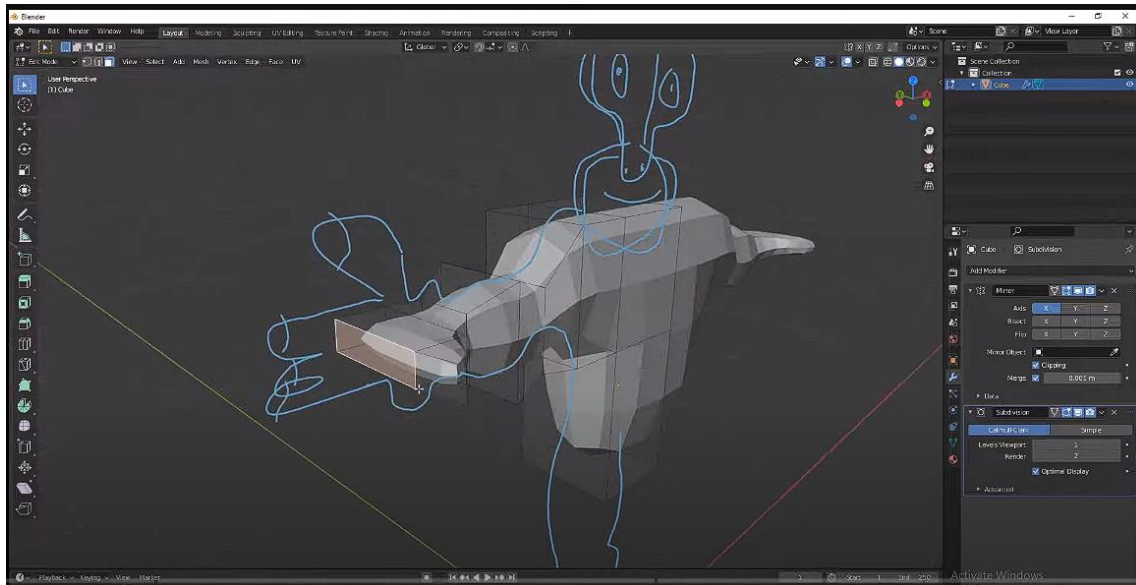 Blender
File Edit Render Window Help Layout Modeling Sculpting UV Editing Texture Paint Shading Animation Rendering Compositing Scripting + Scene View Layer
Global X Y Z Options
Edit Mode View Select Add Mesh Vertex Edge Face UV
User Perspective
(1) Cube
Scene Collection
Collection
Cube
Cube Subdivision
Add Modifier
Mirror
Axis X Y Z
Bisect X Y Z
Flip X Y Z
Mirror Object
Clipping
Merge 0.001 m
Data
Subdivision
Catmull-Clark Simple
Levels Viewport 1
Render 2
Optimal Display
Advanced
Playback Keying View Marker 1 Start 1 End 250
Activate Windows